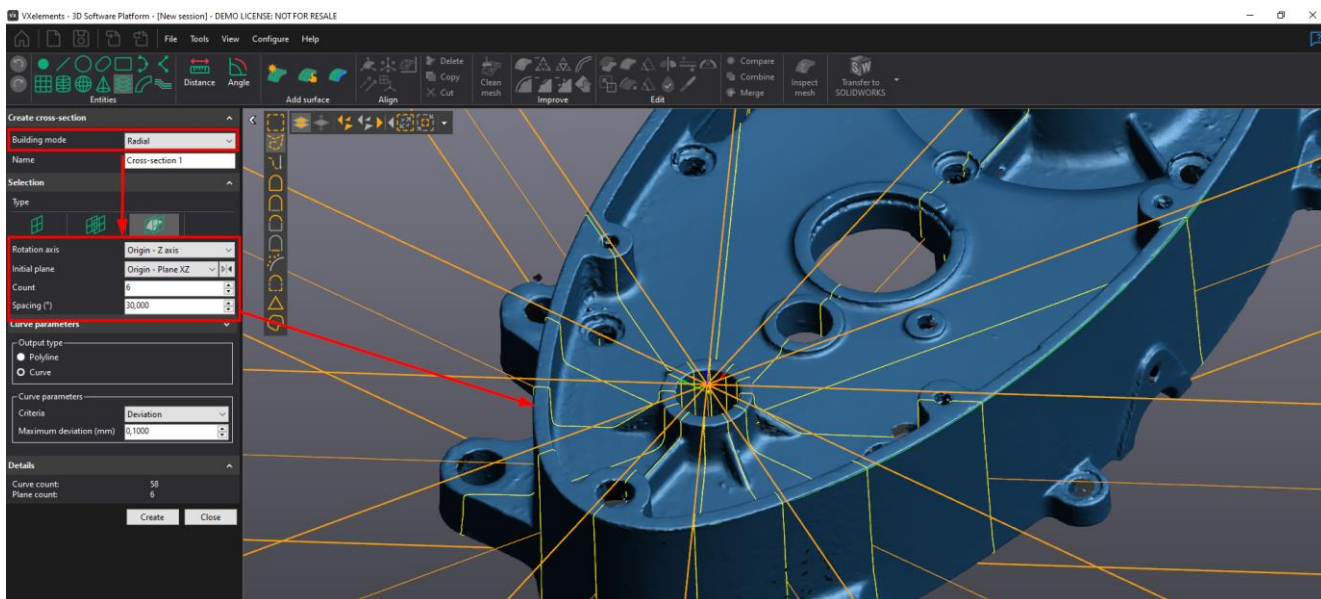 VXelements - 3D Software Platform - [New session] - DEMO LICENSE: NOT FOR RESALE
File Tools View Configure Help
Distance Angle
Delete
Copy
Cut
Clean mesh
Compare
Combine
Merge
Inspect mesh
Transfer to SOLIDWORKS
Entities Add surface Align Improve Edit
Create cross-section
Building mode Radial
Name Cross-section 1
Selection
Type
Rotation axis Origin - Z axis
Initial plane Origin - Plane XZ
Count 6
Spacing (°) 30,000
Curve parameters
Output type
Polyline
Curve
Curve parameters
Criteria Deviation
Maximum deviation (mm) 0,1000
Details
Curve count: 58
Plane count: 6
Create Close